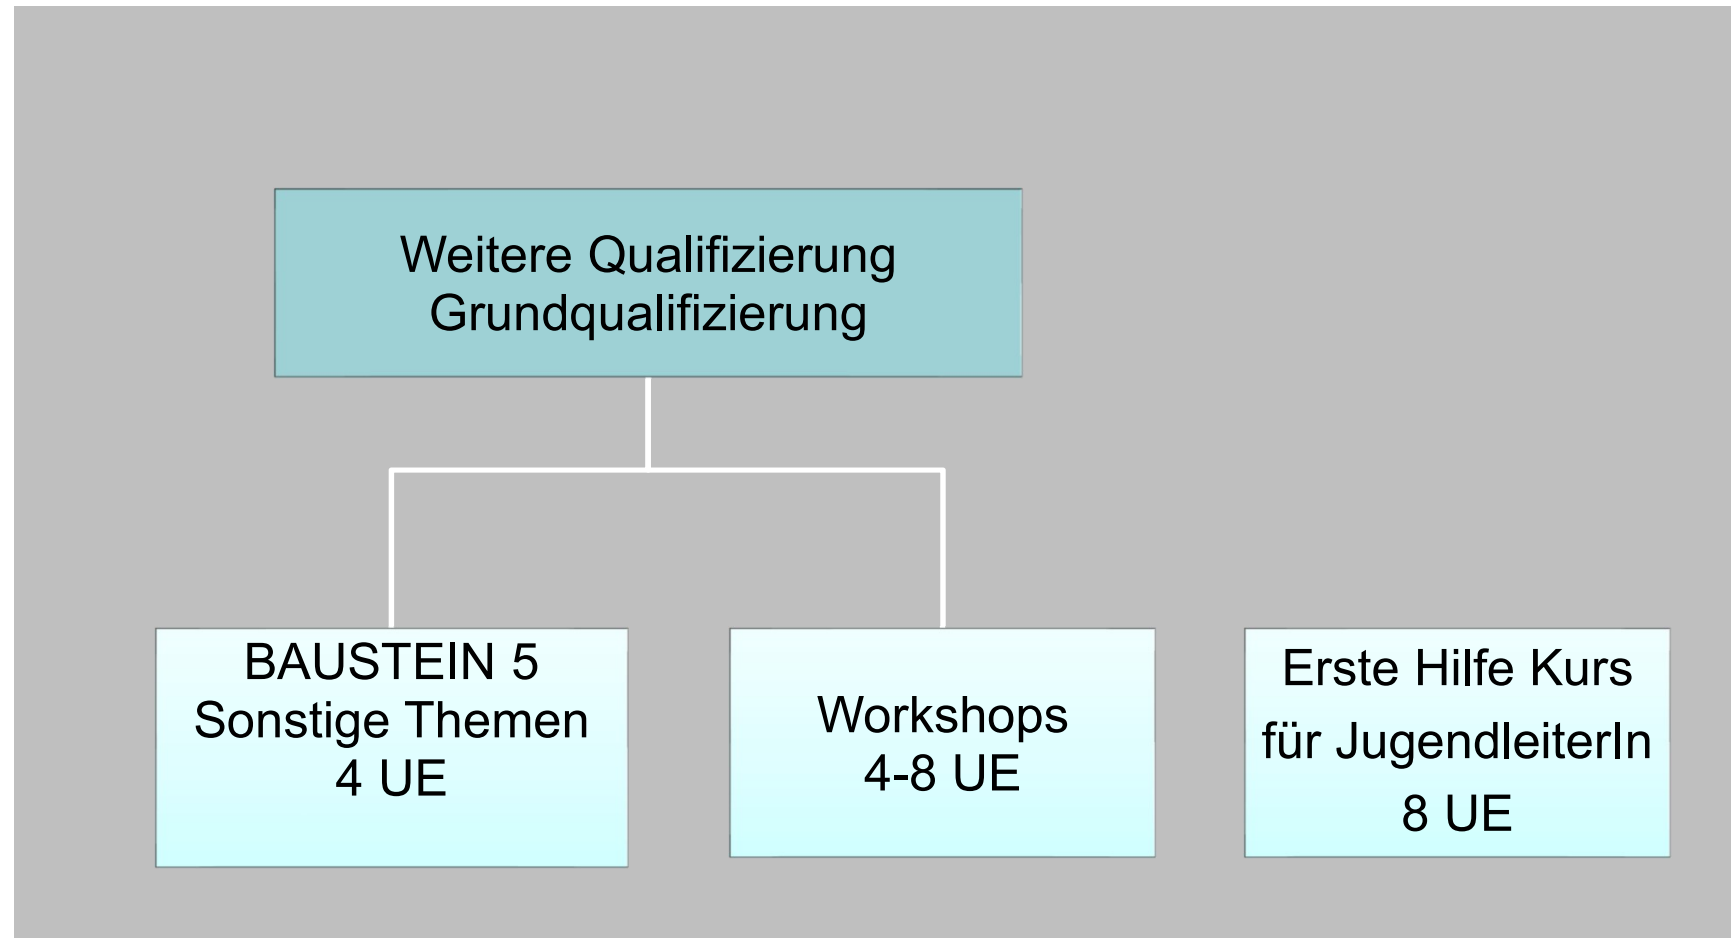 Weitere Qualifizierung
Grundqualifizierung
BAUSTEIN 5
Sonstige Themen
4 UE
Workshops
4-8 UE
Erste Hilfe Kurs
für JugendleiterIn
8 UE